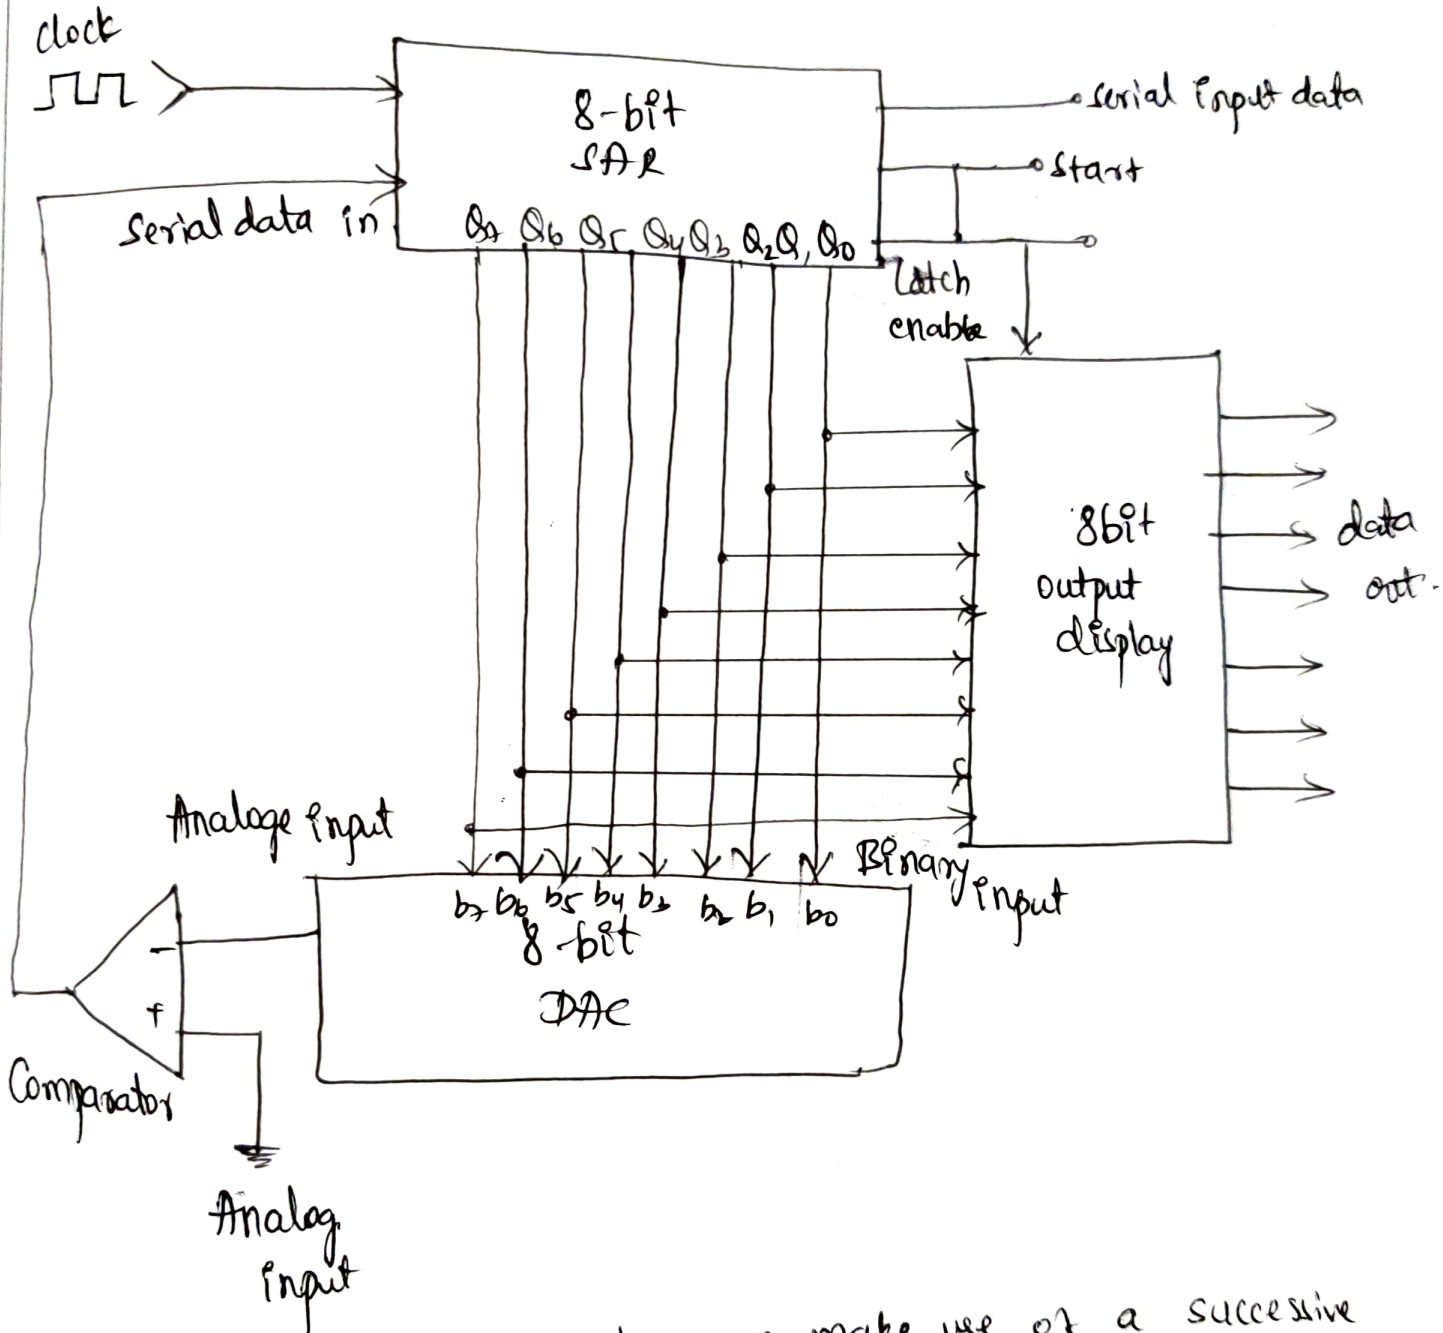 clock
8-bit
SAR
serial input data
start
serial data in
Q7 Q6 Q5 Q4 Q3 Q2 Q1 Q0
Latch
enable
8bit
output
display
data
out.
Analoge input
Binary
input
b7 b6 b5 b4 b3 b2 b1 b0
8-bit
DAC
-
+
Comparator
Analog
input
make use of a successive